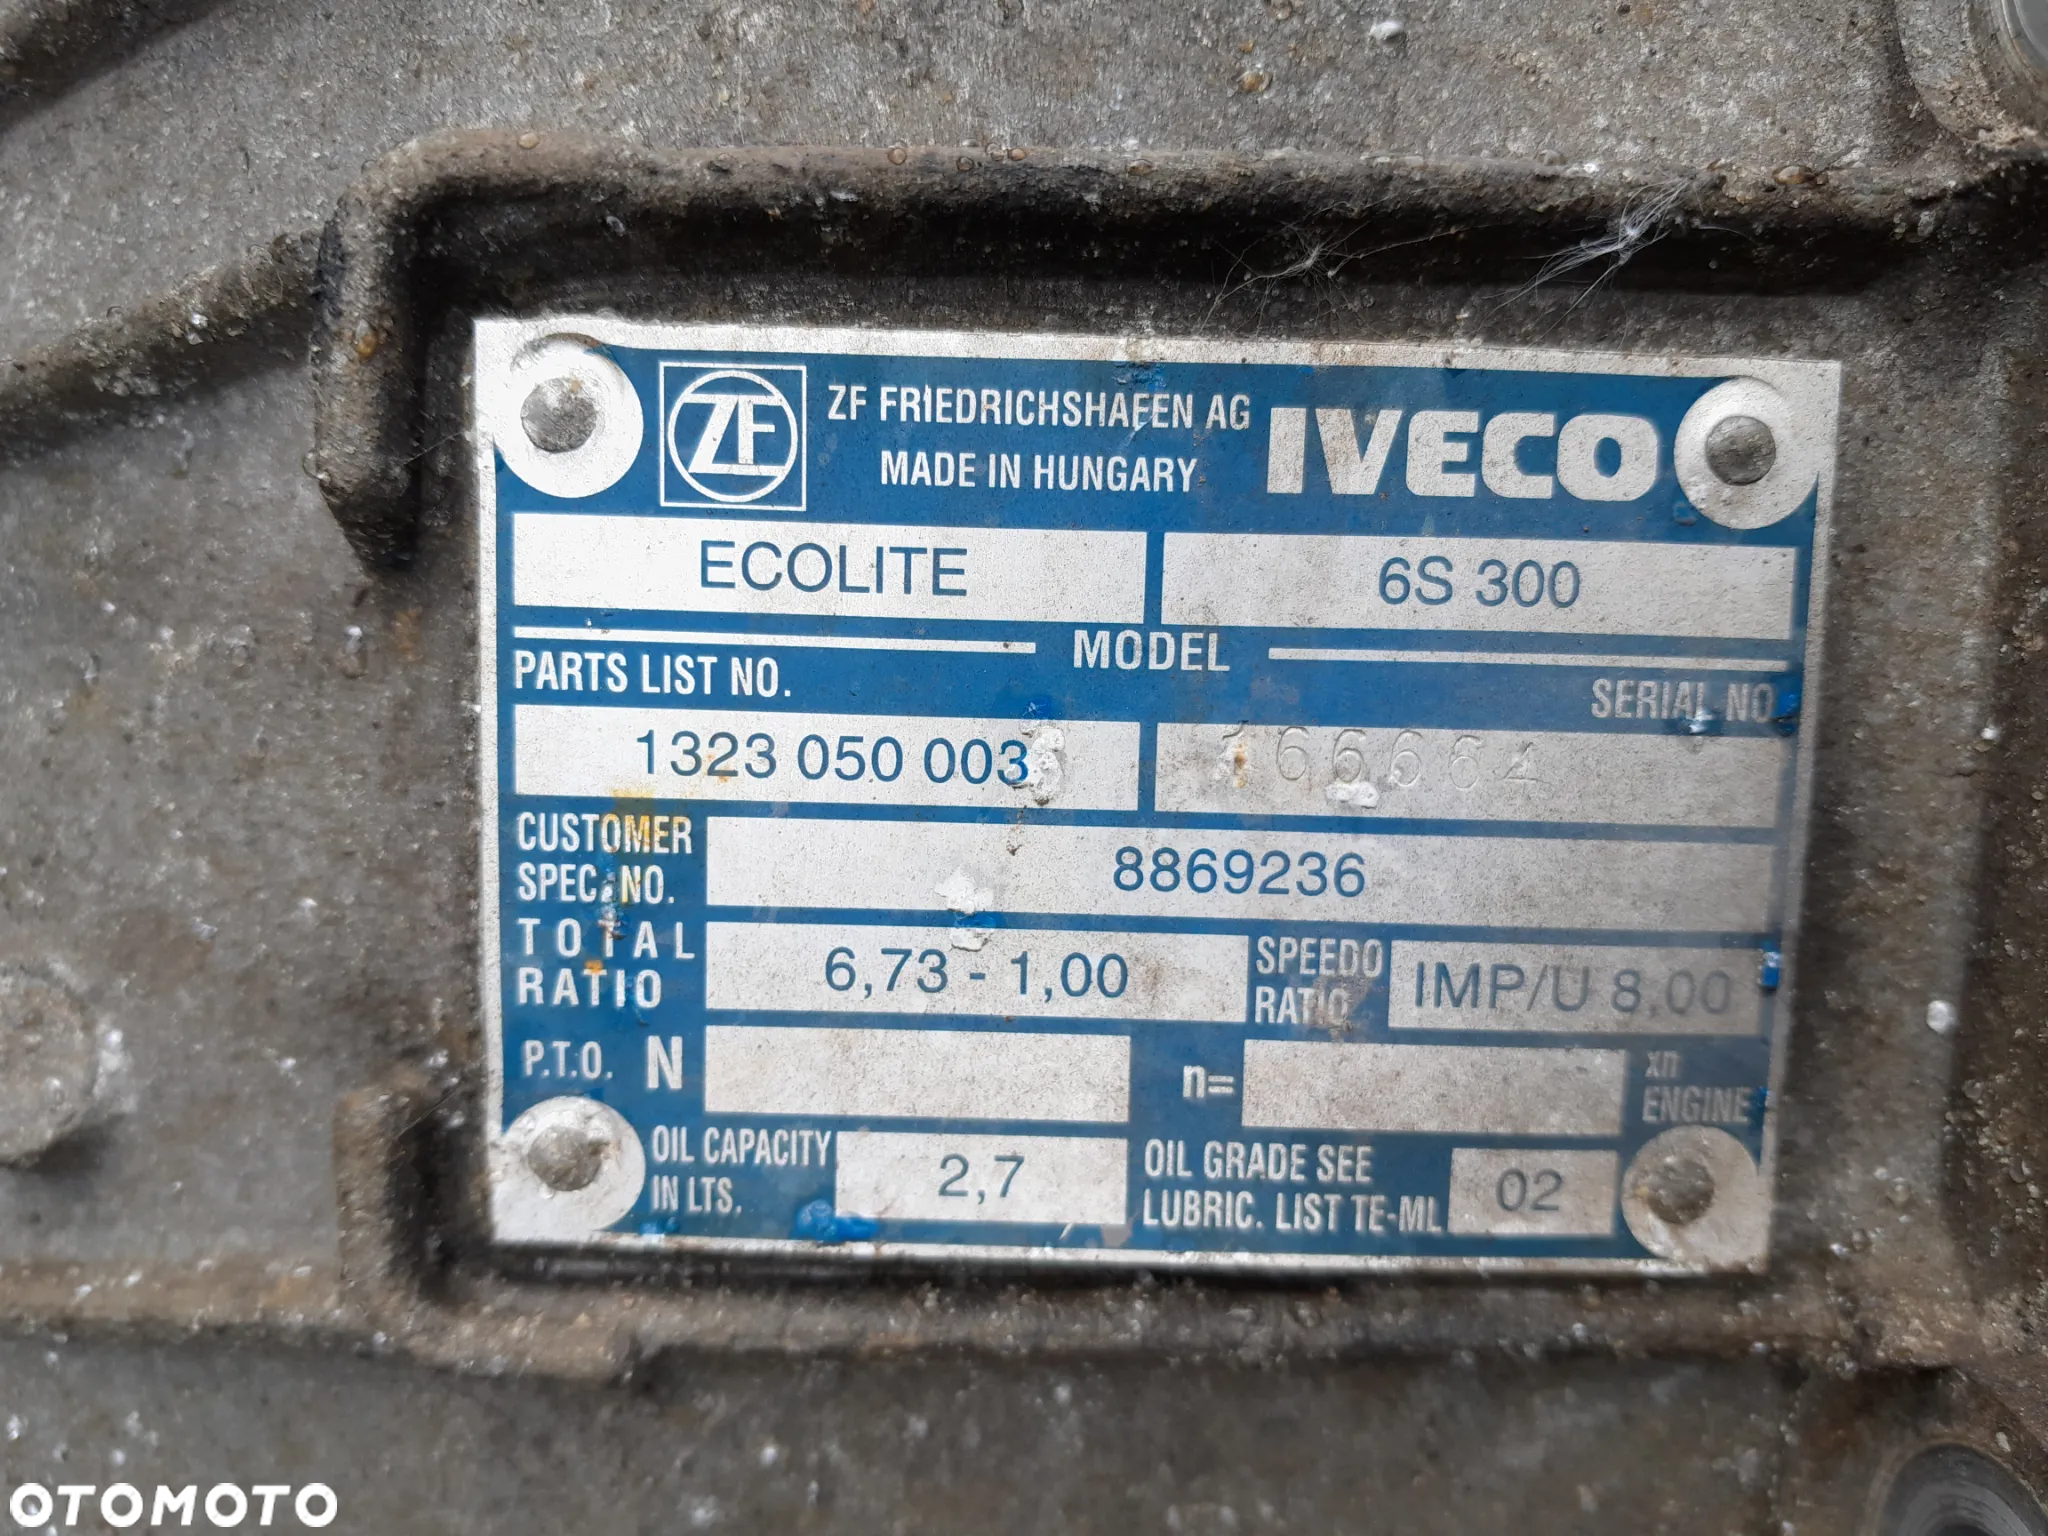 ZF
ZF FRIEDRICHSHAFEN AG
MADE IN HUNGARY
IVECO
ECOLITE
6S 300
MODEL
PARTS LIST NO.
SERIAL NO
1323 050 003
166664
CUSTOMER
SPEC. NO.
8869236
TOTAL
RATIO
6,73 - 1,00
SPEEDO
RATIO
IMP/U 8,00
P.T.O. N
n=
xn
ENGINE
OIL CAPACITY
IN LTS.
2,7
OIL GRADE SEE
LUBRIC. LIST TE-ML
02
OTOMOTO